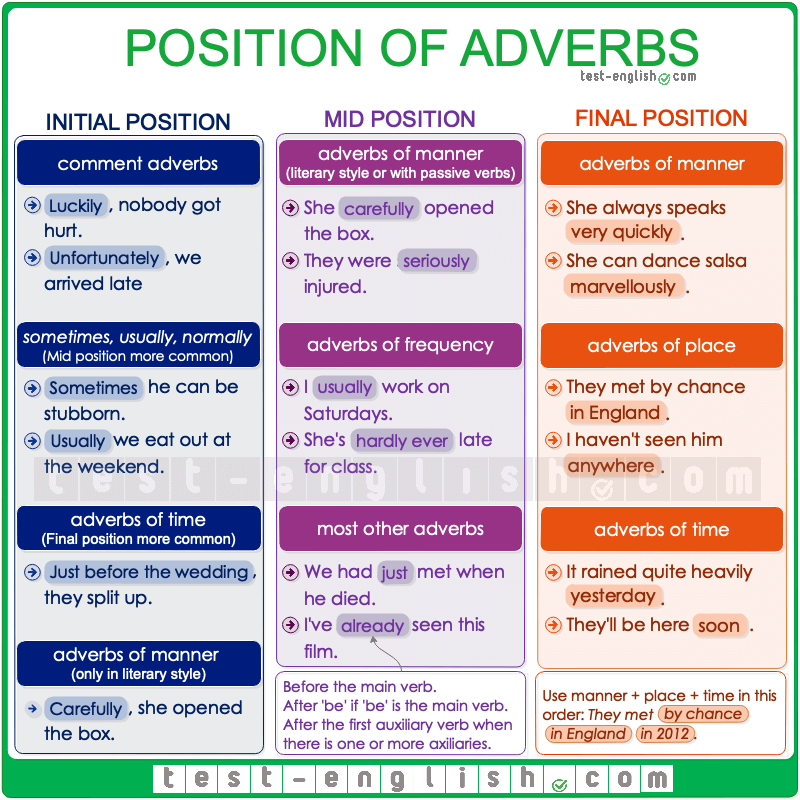 POSITION OF ADVERBS
test-english.com
INITIAL POSITION
comment adverbs
Luckily, nobody got
hurt.
Unfortunately, we
arrived late
sometimes, usually, normally
(Mid position more common)
Sometimes he can be
stubborn.
Usually we eat out at
the weekend.
adverbs of time
(Final position more common)
Just before the wedding,
they split up.
adverbs of manner
(only in literary style)
Carefully, she opened
the box.
MID POSITION
adverbs of manner
(literary style or with passive verbs)
She carefully opened
the box.
They were seriously
injured.
adverbs of frequency
I usually work on
Saturdays.
She's hardly ever late
for class.
most other adverbs
We had just met when
he died.
I've already seen this
film.
Before the main verb.
After 'be' if 'be' is the main verb.
After the first auxiliary verb when
there is one or more axiliaries.
FINAL POSITION
adverbs of manner
She always speaks
very quickly.
She can dance salsa
marvellously.
adverbs of place
They met by chance
in England.
I haven't seen him
anywhere.
adverbs of time
It rained quite heavily
yesterday.
They'll be here soon.
Use manner + place + time in this
order: They met by chance
in England in 2012.
test-english.com
test-english.com